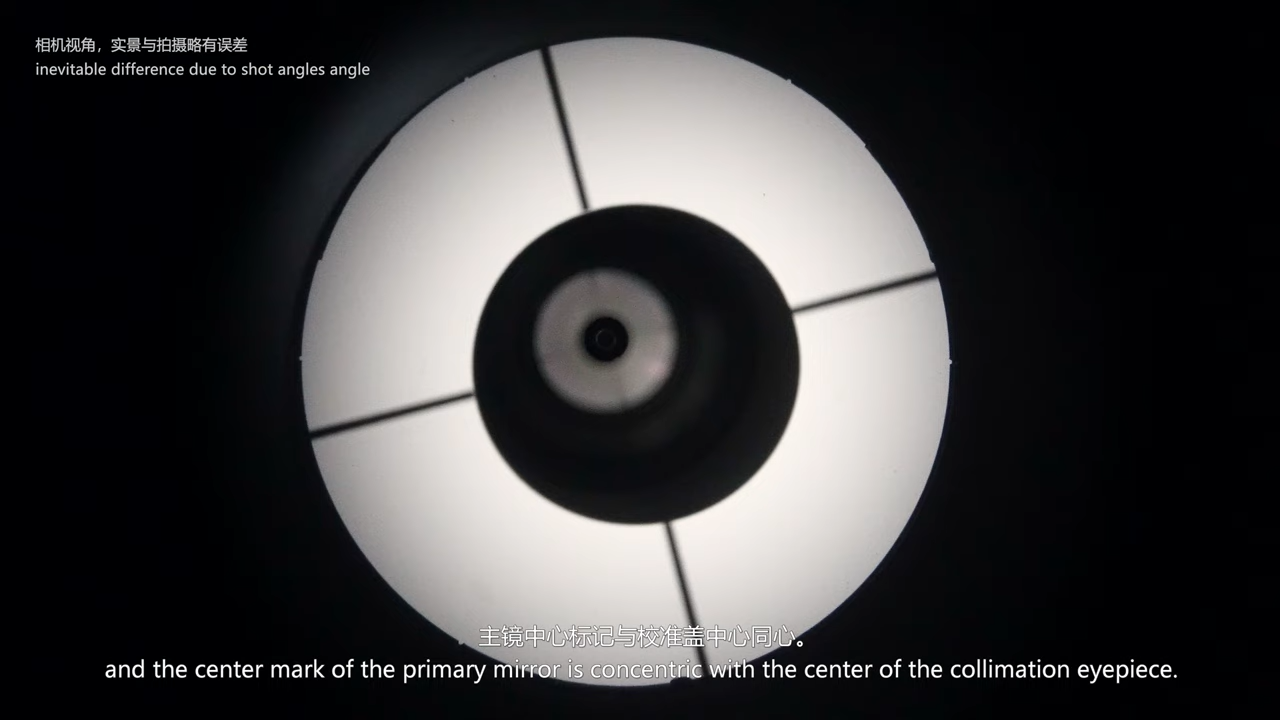 相机视角，实景与拍摄略有误差
inevitable difference due to shot angles angle
主镜中心标记与校准盖中心同心。
and the center mark of the primary mirror is concentric with the center of the collimation eyepiece.